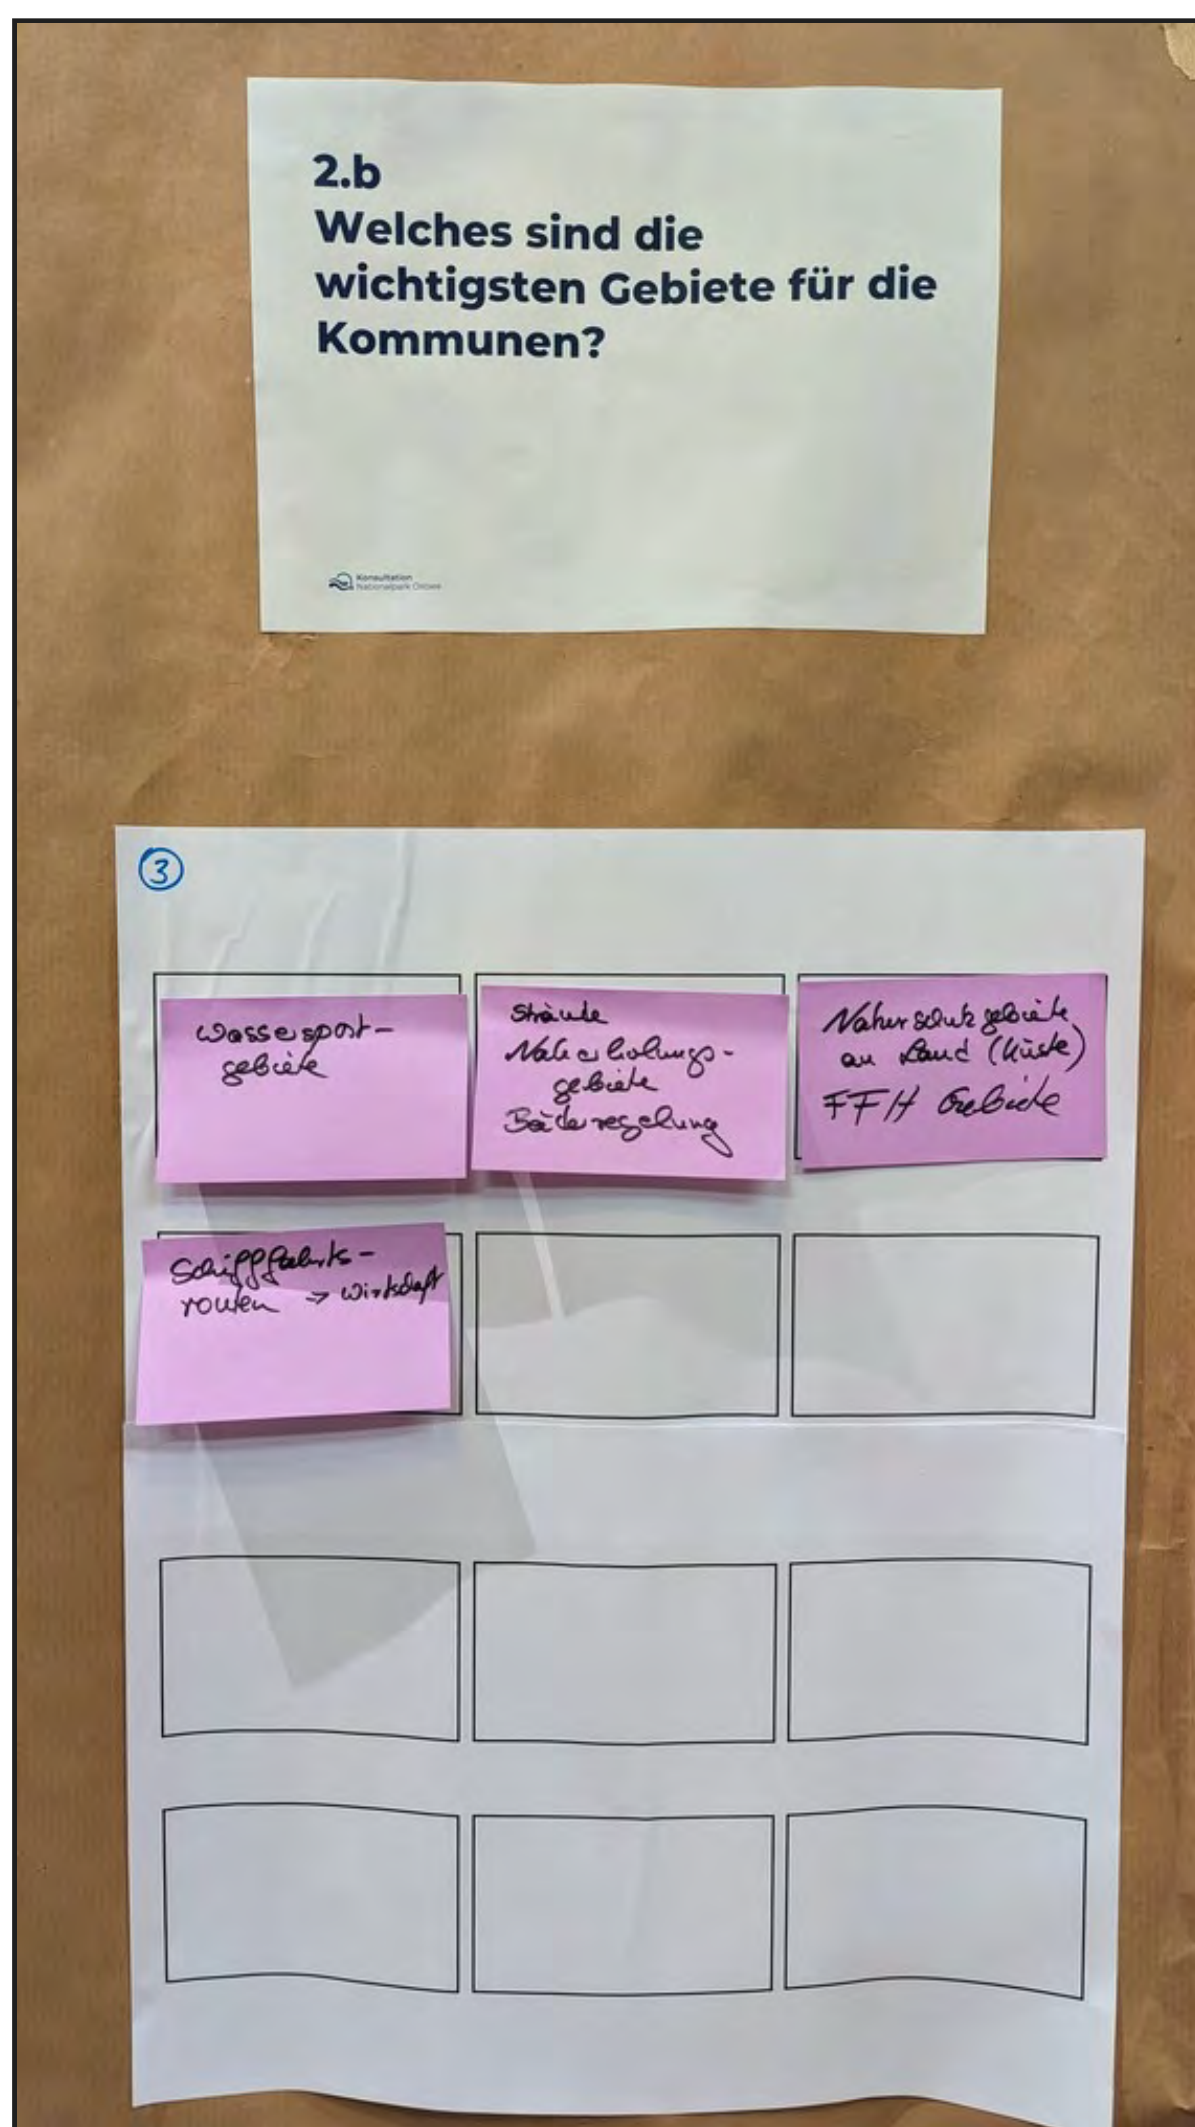 2.b
Welches sind die
wichtigsten Gebiete für die
Kommunen?
Konsultation
Nationalpark Ostsee
3
Wassersport-
gebiete
Strände
Naherholungs-
gebiete
Bäderregelung
Naturschutzgebiete
an Land (Küste)
FFH Gebiete
Schifffahrts-
routen -> Wirtschaft